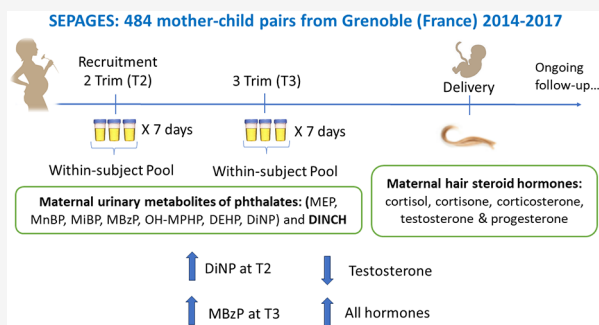 SEPAGES: 484 mother-child pairs from Grenoble (France) 2014-2017
Recruitment
2 Trim (T2)
3 Trim (T3)
Delivery
Ongoing
follow-up...
X 7 days
X 7 days
Within-subject Pool
Within-subject Pool
Maternal urinary metabolites of phthalates: (MEP,
MnBP, MiBP, MBzP, OH-MPHP, DEHP, DiNP) and DINCH
Maternal hair steroid hormones:
cortisol, cortisone, corticosterone,
testosterone & progesterone
DiNP at T2
Testosterone
MBzP at T3
All hormones